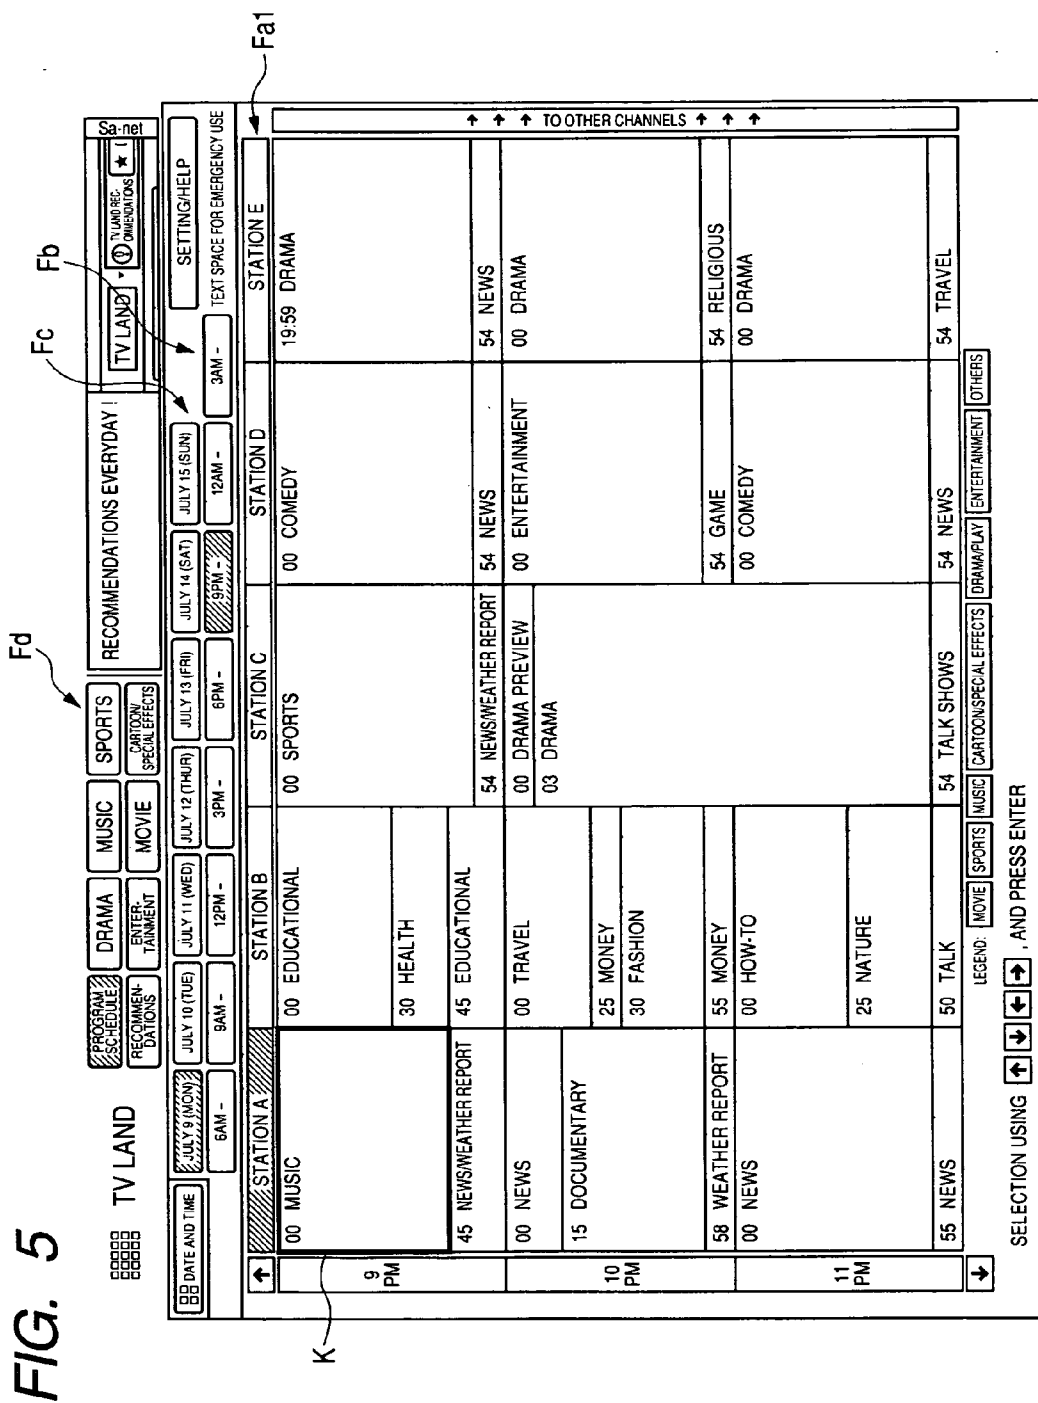 FIG. 5
Fd
Fc
Fb
Fa1
K
TV LAND
PROGRAM
SCHEDULE
DRAMA
MUSIC
SPORTS
RECOMMEN-
DATIONS
ENTER-
TAINMENT
MOVIE
CARTOON/
SPECIAL EFFECTS
RECOMMENDATIONS EVERYDAY !
Sa-net
TV LAND
TV LAND REC-
OMMENDATIONS
DATE AND TIME
JULY 9 (MON)
JULY 10 (TUE)
JULY 11 (WED)
JULY 12 (THUR)
JULY 13 (FRI)
JULY 14 (SAT)
JULY 15 (SUN)
SETTING/HELP
6AM –
9AM –
12PM –
3PM –
6PM –
9PM –
12AM –
3AM –
TEXT SPACE FOR EMERGENCY USE
STATION A
STATION B
STATION C
STATION D
STATION E
9
PM
10
PM
11
PM
00 MUSIC
45 NEWS/WEATHER REPORT
00 NEWS
15 DOCUMENTARY
58 WEATHER REPORT
00 NEWS
55 NEWS
00 EDUCATIONAL
30 HEALTH
45 EDUCATIONAL
00 TRAVEL
25 MONEY
30 FASHION
55 MONEY
00 HOW-TO
25 NATURE
50 TALK
00 SPORTS
54 NEWS/WEATHER REPORT
00 DRAMA PREVIEW
03 DRAMA
54 TALK SHOWS
00 COMEDY
54 NEWS
00 ENTERTAINMENT
54 GAME
00 COMEDY
54 NEWS
19:59 DRAMA
54 NEWS
00 DRAMA
54 RELIGIOUS
00 DRAMA
54 TRAVEL
↑ ↑ ↑ TO OTHER CHANNELS ↑ ↑ ↑
LEGEND: MOVIE SPORTS MUSIC CARTOON/SPECIAL EFFECTS DRAMA/PLAY ENTERTAINMENT OTHERS
SELECTION USING ↑ ↓ ← → , AND PRESS ENTER